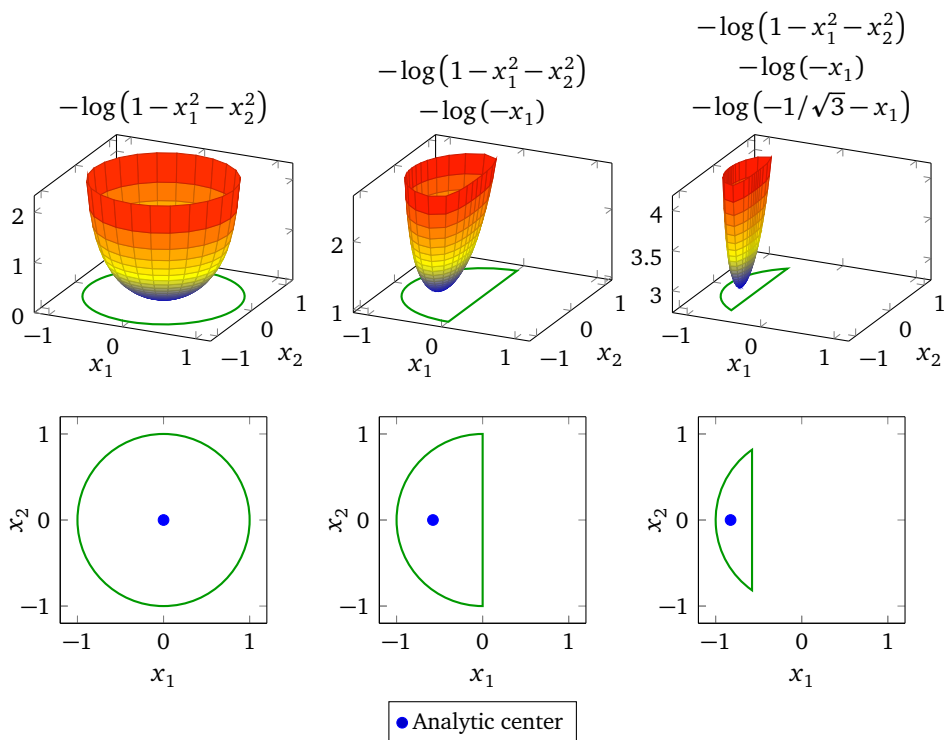 −log(1 − x₁² − x₂²)
−log(1 − x₁² − x₂²)
−log(−x₁)
−log(1 − x₁² − x₂²)
−log(−x₁)
−log(−1/√3 − x₁)
2
1
0
−1
0
1
x₁
−1
0
1
x₂
2
1
−1
0
1
x₁
−1
0
1
x₂
4
3.5
3
−1
0
1
x₁
−1
0
1
x₂
1
0
−1
x₂
−1
0
1
x₁
1
0
−1
x₂
−1
0
1
x₁
1
0
−1
x₂
−1
0
1
x₁
Analytic center